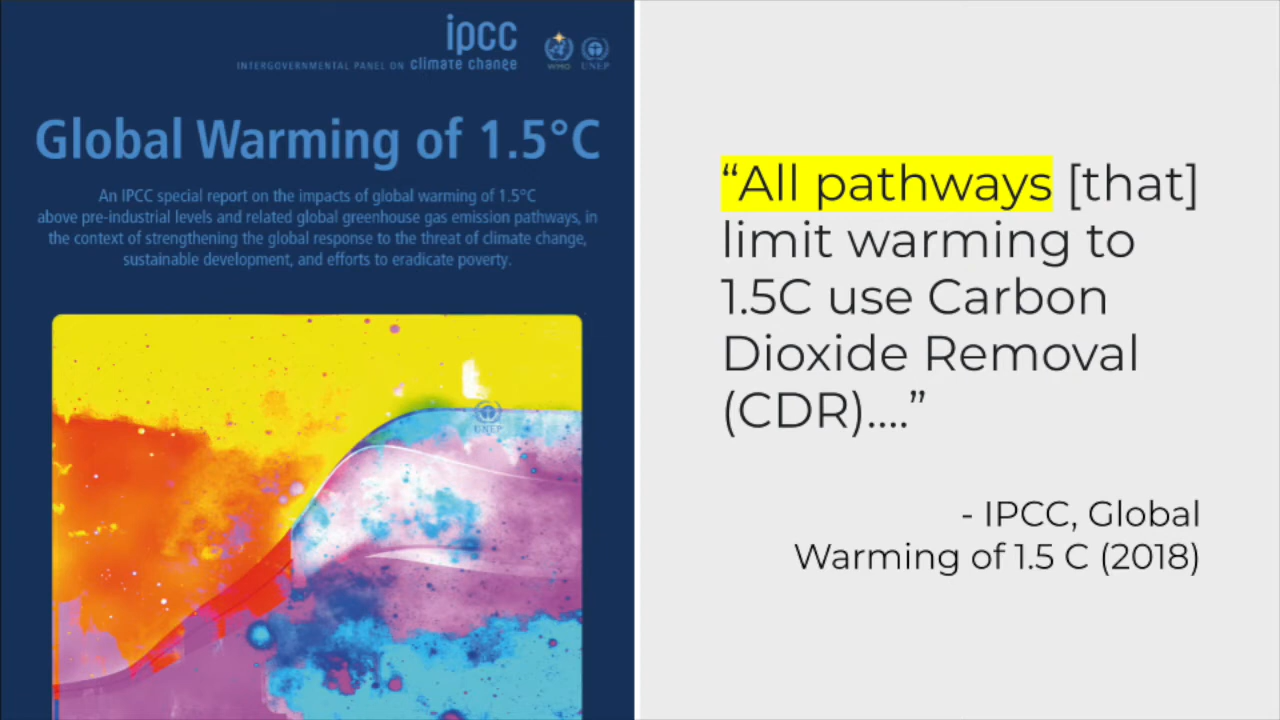 ipcc
INTERGOVERNMENTAL PANEL ON climate change
WMO
UNEP
Global Warming of 1.5°C
An IPCC special report on the impacts of global warming of 1.5°C
above pre-industrial levels and related global greenhouse gas emission pathways, in
the context of strengthening the global response to the threat of climate change,
sustainable development, and efforts to eradicate poverty.
UNEP
“All pathways [that]
limit warming to
1.5C use Carbon
Dioxide Removal
(CDR)....”
- IPCC, Global
Warming of 1.5 C (2018)